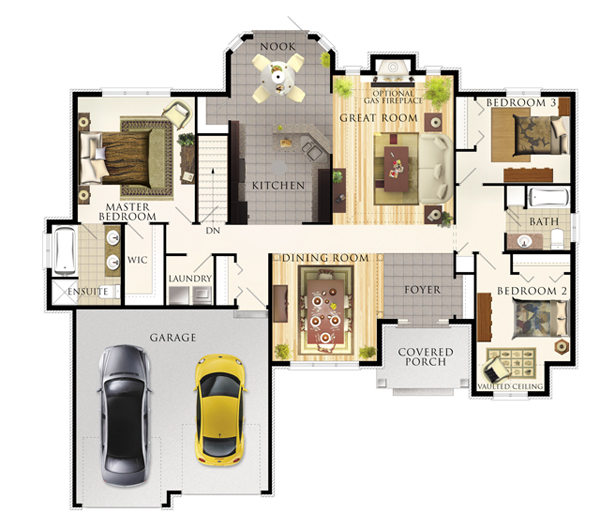 NOOK
OPTIONAL
GAS FIREPLACE
GREAT ROOM
BEDROOM 3
KITCHEN
MASTER
BEDROOM
DN
BATH
WIC
ENSUITE
LAUNDRY
DINING ROOM
FOYER
BEDROOM 2
GARAGE
COVERED
PORCH
VAULTED CEILING